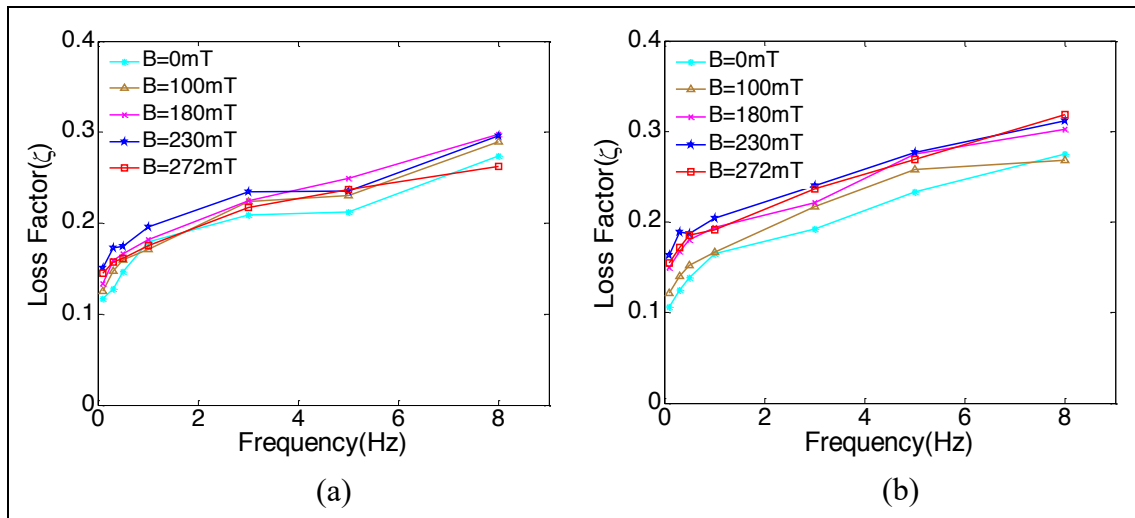 0.4
0.3
0.2
0.1
0
Loss Factor(ζ)
B=0mT
B=100mT
B=180mT
B=230mT
B=272mT
0 2 4 6 8
Frequency(Hz)
(a)
0.4
0.3
0.2
0.1
0
Loss Factor(ζ)
B=0mT
B=100mT
B=180mT
B=230mT
B=272mT
0 2 4 6 8
Frequency(Hz)
(b)